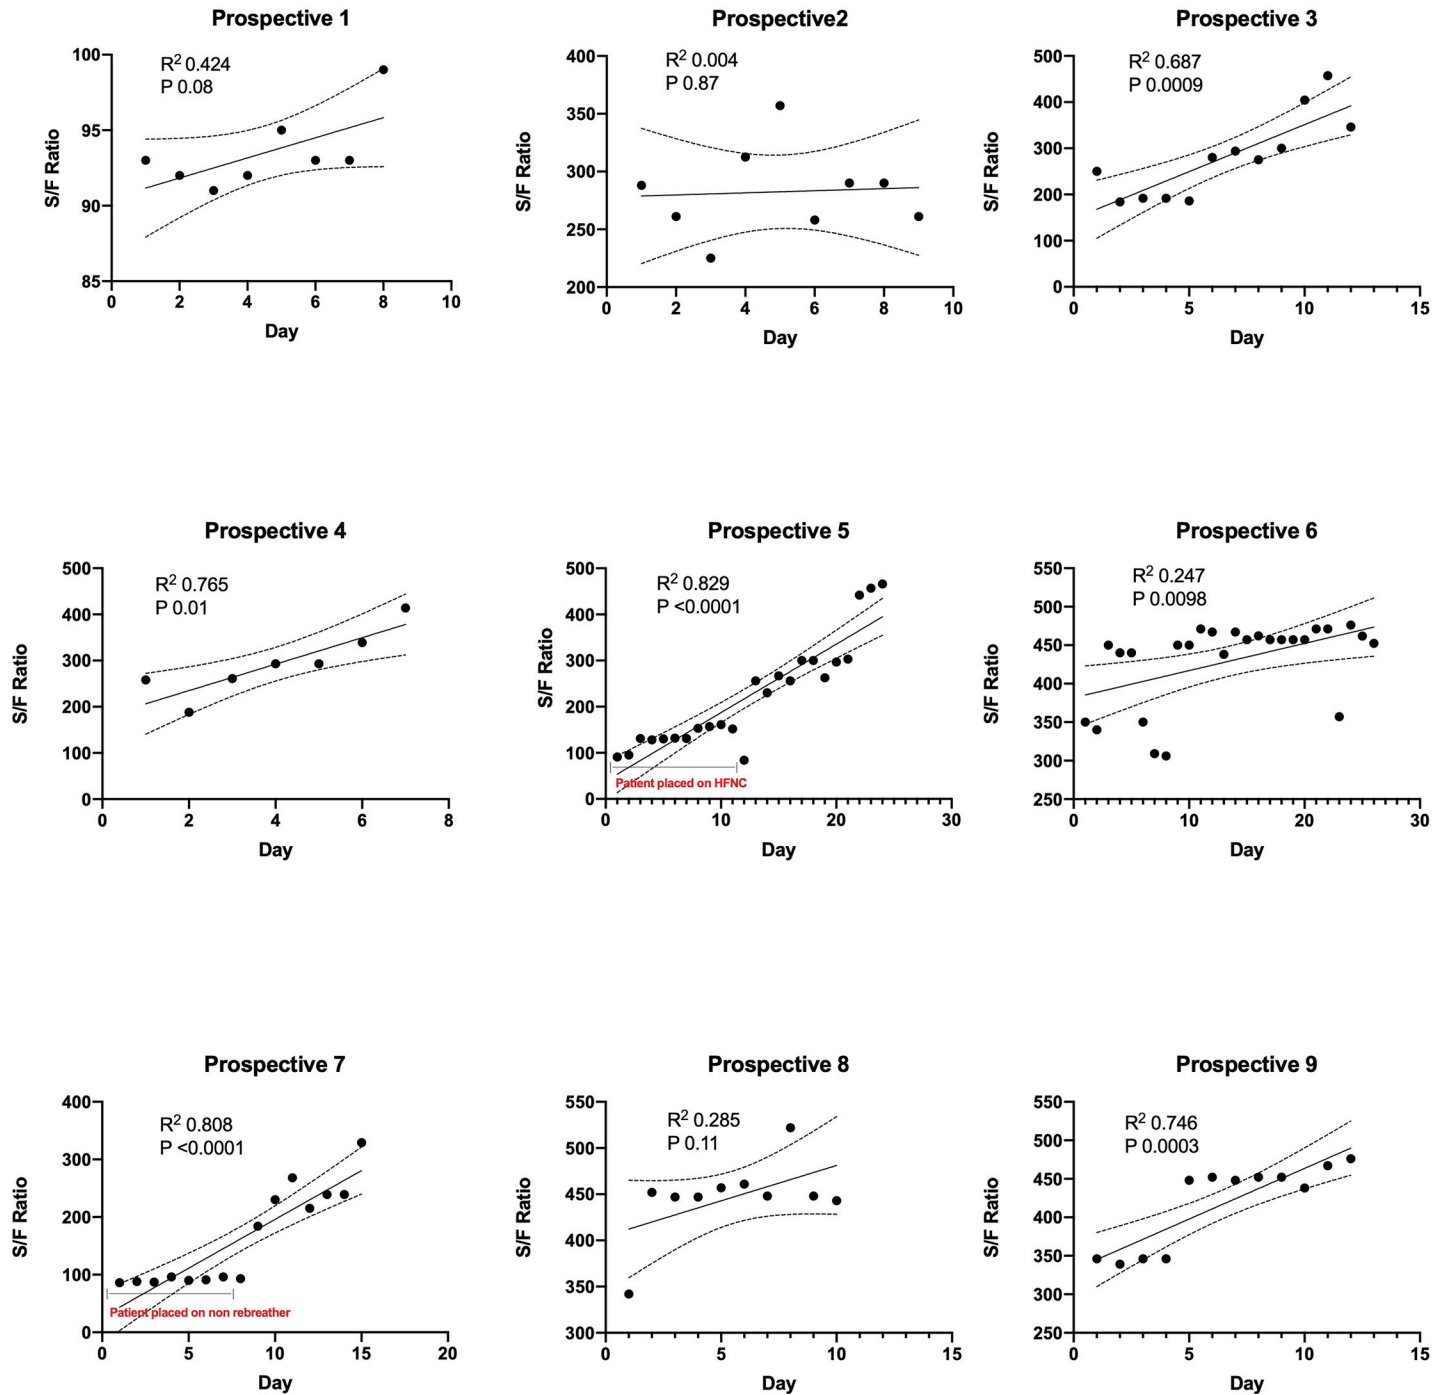 Prospective 1
R² 0.424
P 0.08
S/F Ratio
100
95
90
85
0 2 4 6 8 10
Day
Prospective2
R² 0.004
P 0.87
S/F Ratio
400
350
300
250
200
0 2 4 6 8 10
Day
Prospective 3
R² 0.687
P 0.0009
S/F Ratio
500
400
300
200
100
0
0 5 10 15
Day
Prospective 4
R² 0.765
P 0.01
S/F Ratio
500
400
300
200
100
0
0 2 4 6 8
Day
Prospective 5
R² 0.829
P <0.0001
S/F Ratio
500
400
300
200
100
0
Patient placed on HFNC
0 10 20 30
Day
Prospective 6
R² 0.247
P 0.0098
S/F Ratio
550
500
450
400
350
300
250
0 10 20 30
Day
Prospective 7
R² 0.808
P <0.0001
S/F Ratio
400
300
200
100
0
Patient placed on non rebreather
0 5 10 15 20
Day
Prospective 8
R² 0.285
P 0.11
S/F Ratio
550
500
450
400
350
300
0 5 10 15
Day
Prospective 9
R² 0.746
P 0.0003
S/F Ratio
550
500
450
400
350
300
250
0 5 10 15
Day